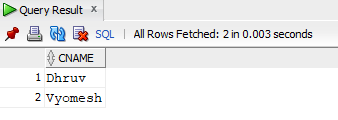 Query Result x
SQL | All Rows Fetched: 2 in 0.003 seconds
CNAME
1 Dhruv
2 Vyomesh